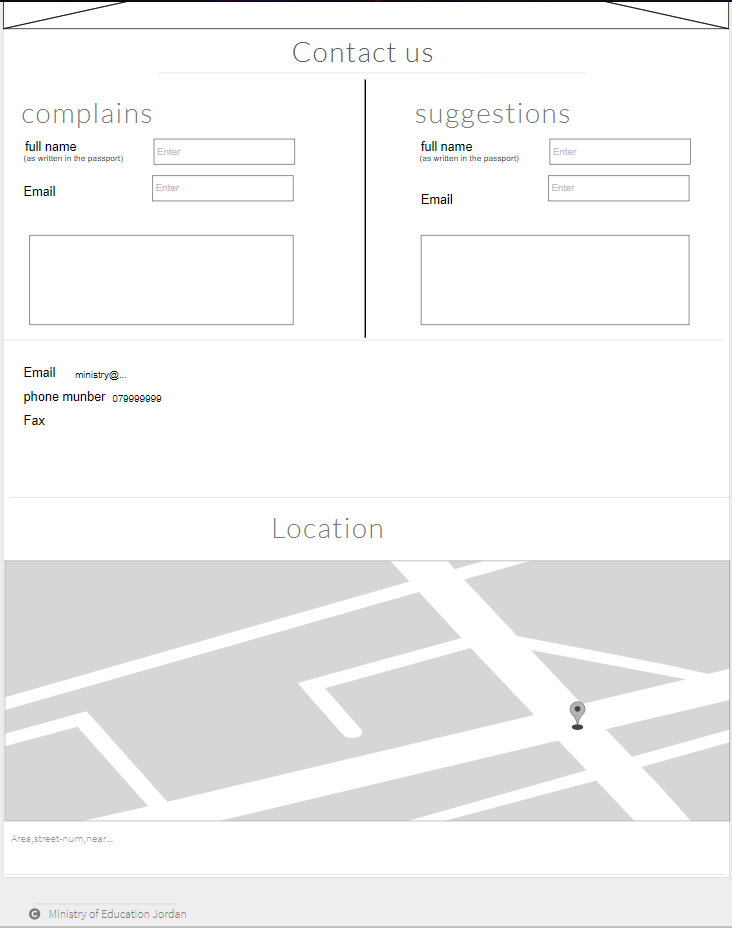 Contact us
complains
full name
(as written in the passport)
Enter
Email
Enter
suggestions
full name
(as written in the passport)
Enter
Email
Enter
Email ministry@...
phone munber 079999999
Fax
Location
Area,street-num,near...
C Ministry of Education Jordan